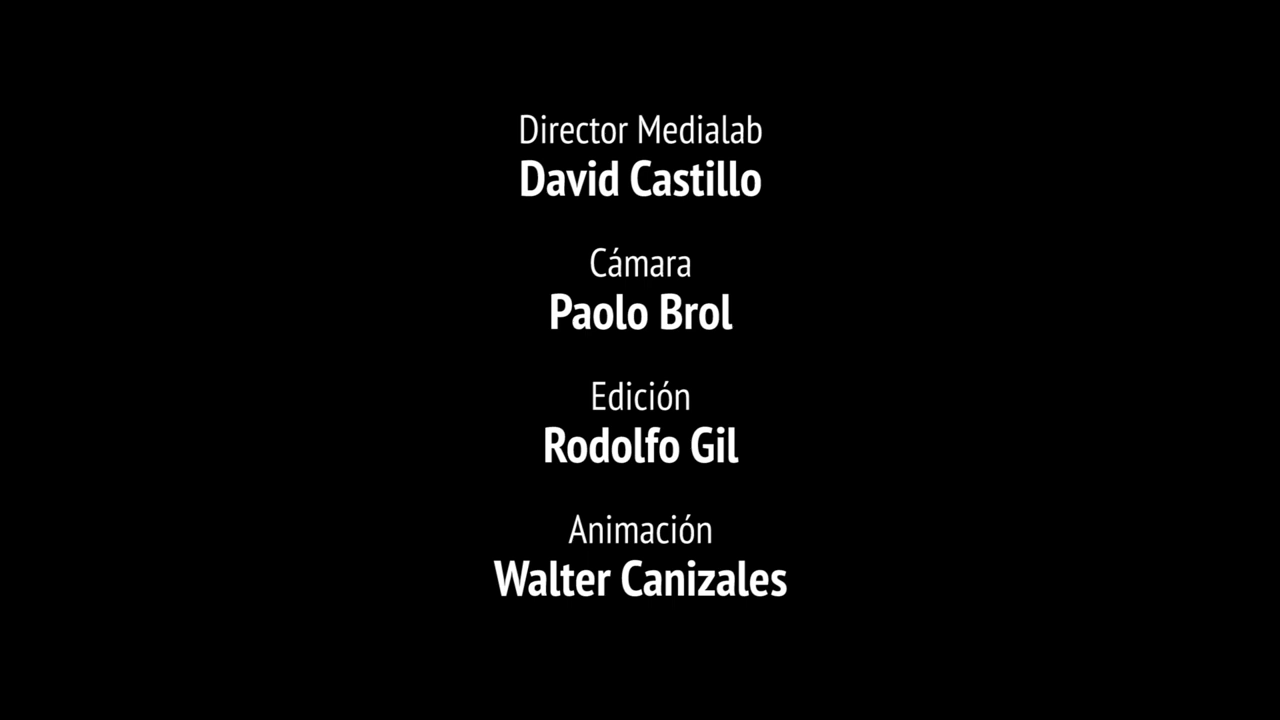 Director Medialab
David Castillo
Cámara
Paolo Brol
Edición
Rodolfo Gil
Animación
Walter Canizales